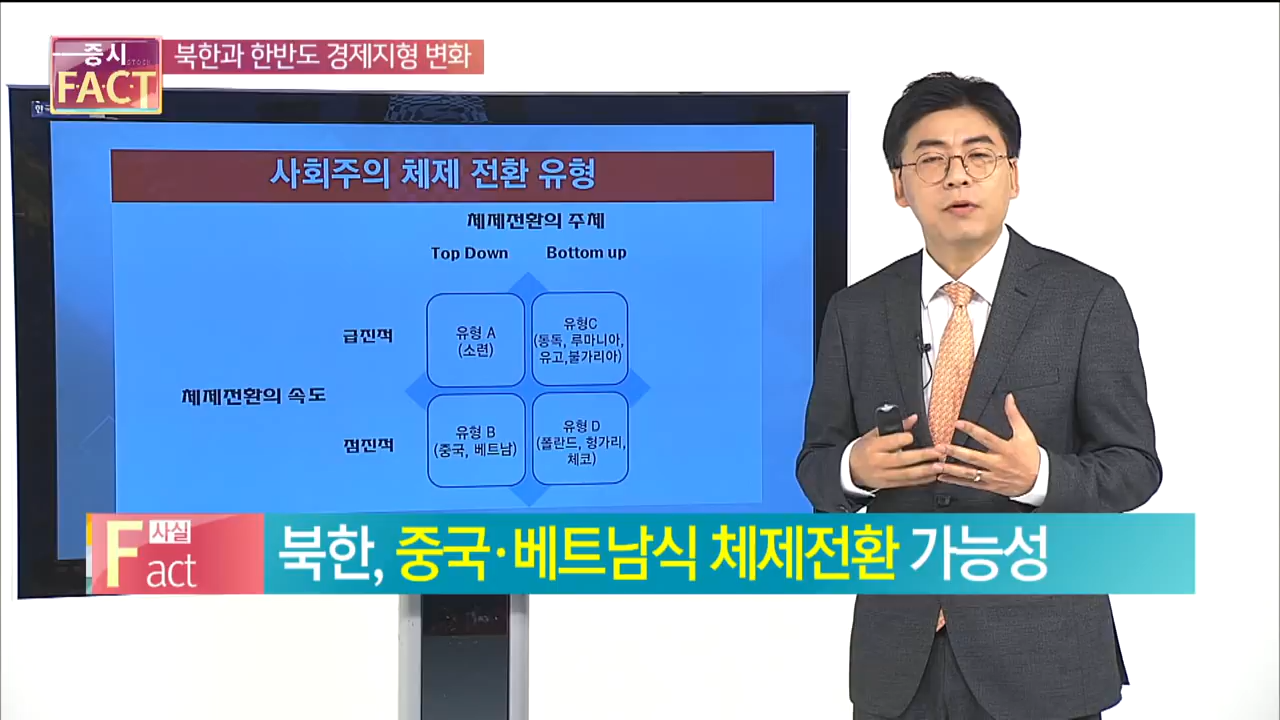 증시
STOCK
F·A·C·T
북한과 한반도 경제지형 변화
한국
사회주의 체제 전환 유형
체제전환의 주체
Top Down Bottom up
급진적
유형 A
(소련)
유형C
(동독, 루마니아,
유고,불가리아)
체제전환의 속도
점진적
유형 B
(중국, 베트남)
유형 D
(폴란드, 헝가리,
체코)
Fact
사실
북한, 중국·베트남식 체제전환 가능성